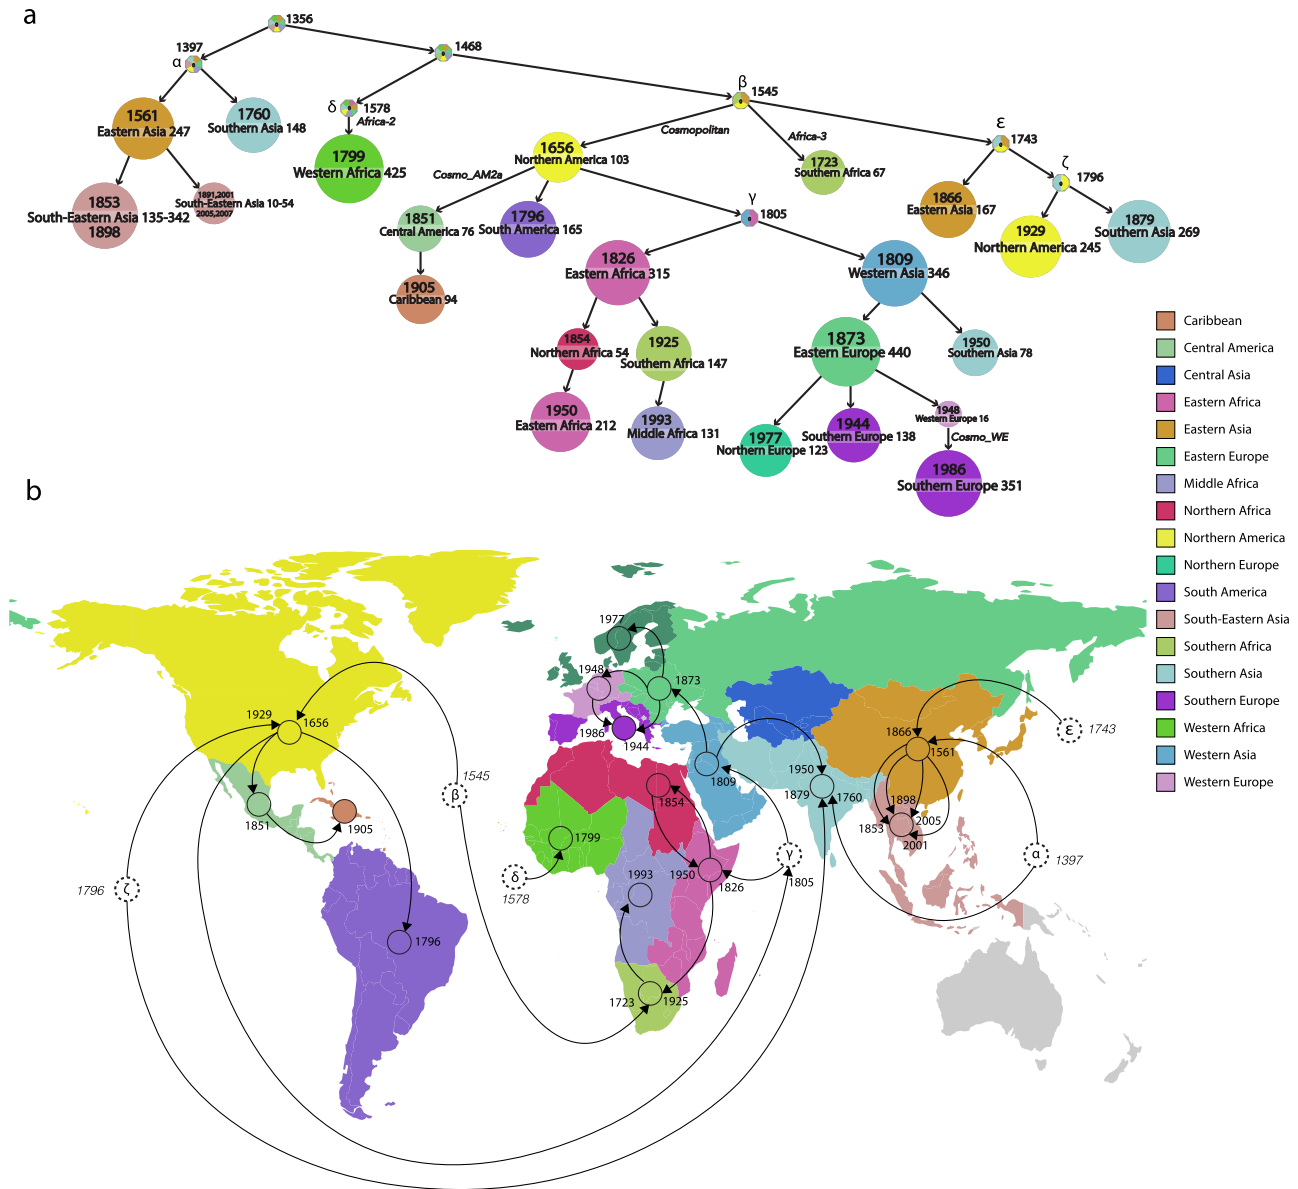 a
1356
1397
α
1468
1561
Eastern Asia 247
1760
Southern Asia 148
δ
1578
Africa-2
β
1545
Cosmopolitan
Africa-3
ε
1743
1799
Western Africa 425
1656
Northern America 103
1723
Southern Africa 67
ζ
1796
Cosmo_AM2a
1853
South-Eastern Asia 135-342
1898
1891,2001
South-Eastern Asia 10-54
2005,2007
1851
Central America 76
1796
South America 165
γ
1805
1866
Eastern Asia 167
1929
Northern America 245
1879
Southern Asia 269
1905
Caribbean 94
1826
Eastern Africa 315
1809
Western Asia 346
1854
Northern Africa 54
1925
Southern Africa 147
1873
Eastern Europe 440
1950
Southern Asia 78
1950
Eastern Africa 212
1993
Middle Africa 131
1977
Northern Europe 123
1944
Southern Europe 138
1948
Western Europe 16
Cosmo_WE
1986
Southern Europe 351
Caribbean
Central America
Central Asia
Eastern Africa
Eastern Asia
Eastern Europe
Middle Africa
Northern Africa
Northern America
Northern Europe
South America
South-Eastern Asia
Southern Africa
Southern Asia
Southern Europe
Western Africa
Western Asia
Western Europe
b
1977
1948
1873
1929
1656
1986
1944
1866
1561
ε
1743
1545
β
1809
1950
1879
1760
1898
1853
2005
2001
1851
1905
1854
1799
α
1397
γ
1805
1796
ζ
δ
1578
1993
1950
1826
1796
1723
1925